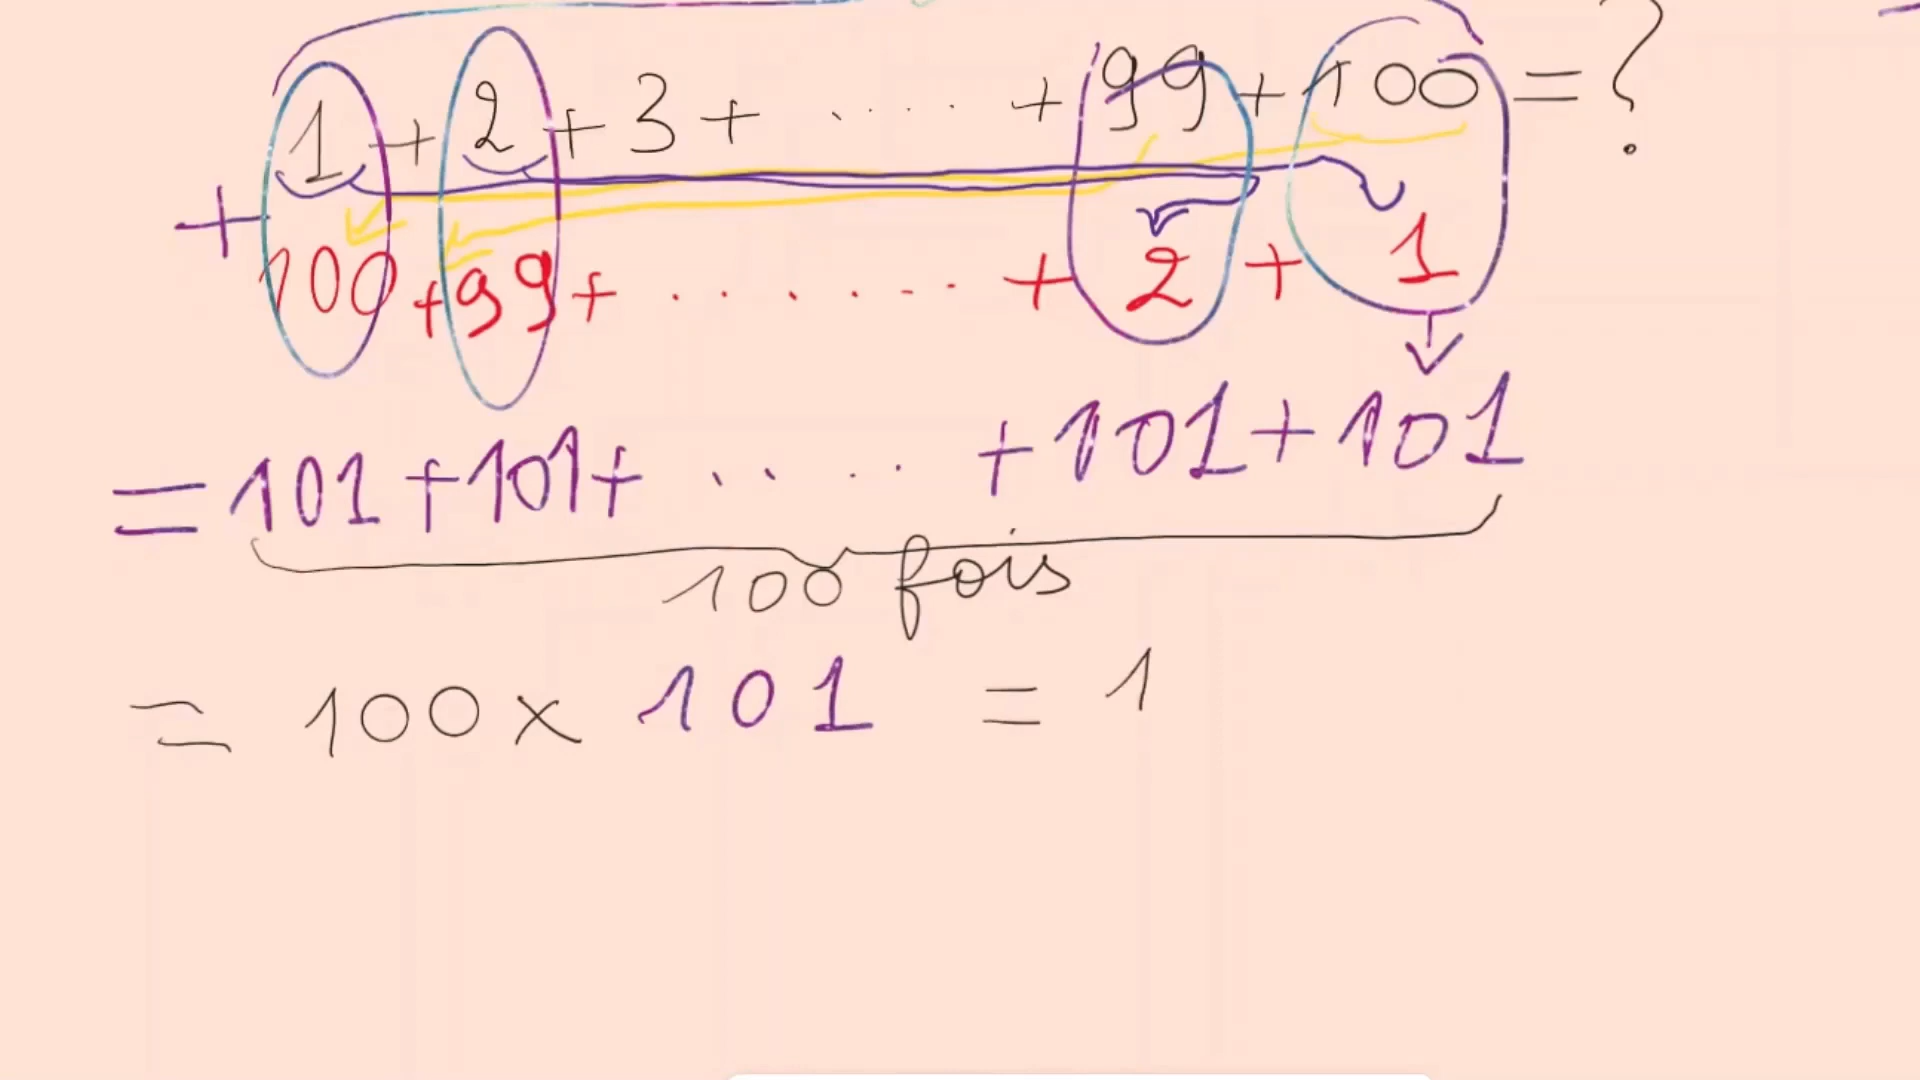 1 + 2 + 3 + ..... + 99 + 100 = ?
+
100 + 99 + ......... + 2 + 1
= 101 + 101 + ..... + 101 + 101
100 fois
= 100 × 101 = 1